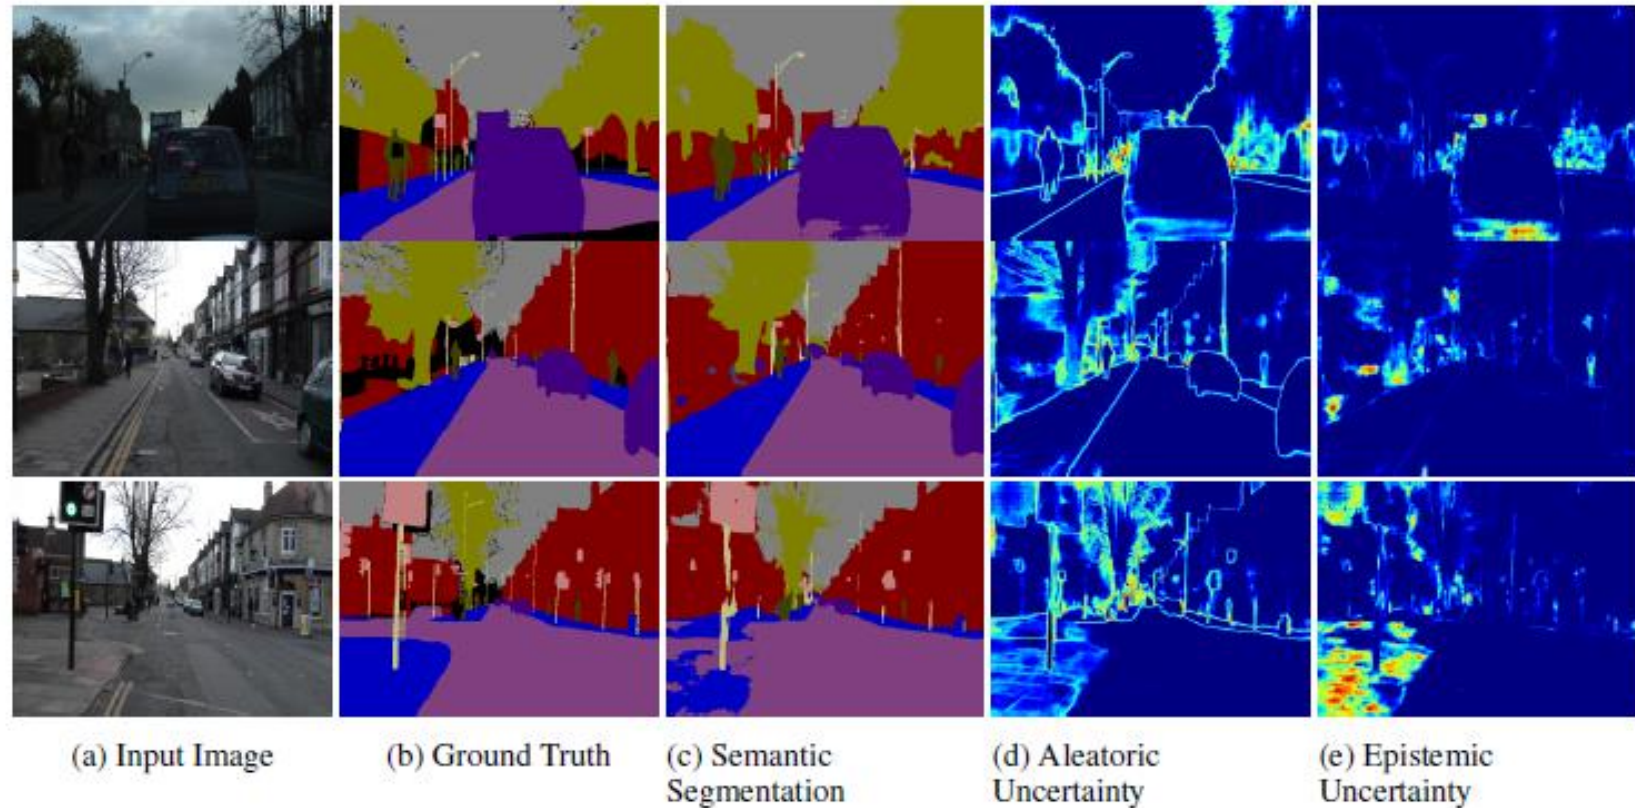 (a) Input Image
(b) Ground Truth
(c) Semantic
Segmentation
(d) Aleatoric
Uncertainty
(e) Epistemic
Uncertainty